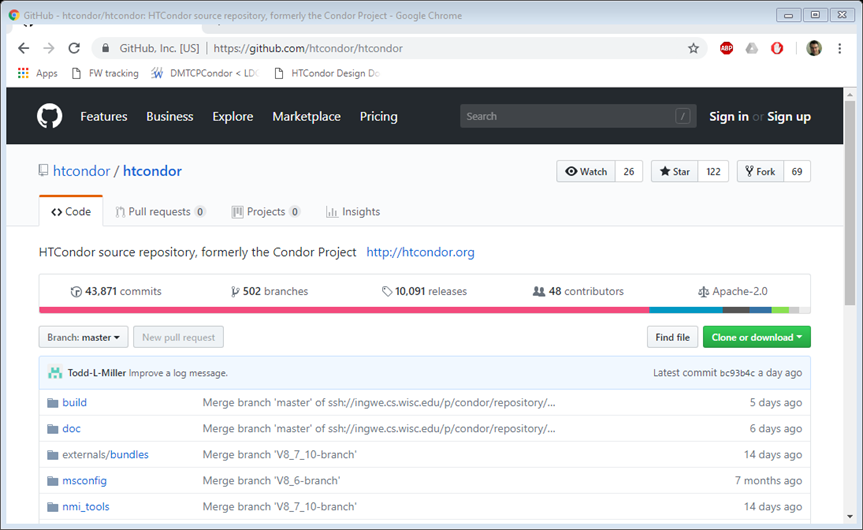 GitHub - htcondor/htcondor: HTCondor source repository, formerly the Condor Project - Google Chrome
GitHub, Inc. [US] | https://github.com/htcondor/htcondor
ABP
Apps FW tracking DMTCPCondor < LDC HTCondor Design Do
Features Business Explore Marketplace Pricing Search / Sign in or Sign up
htcondor / htcondor Watch 26 Star 122 Fork 69
<> Code Pull requests 0 Projects 0 Insights
HTCondor source repository, formerly the Condor Project http://htcondor.org
43,871 commits 502 branches 10,091 releases 48 contributors Apache-2.0
Branch: master New pull request Find file Clone or download
Todd-L-Miller Improve a log message. Latest commit bc93b4c a day ago
build Merge branch 'master' of ssh://ingwe.cs.wisc.edu/p/condor/repository/... 5 days ago
doc Merge branch 'master' of ssh://ingwe.cs.wisc.edu/p/condor/repository/... 6 days ago
externals/bundles Merge branch 'V8_7_10-branch' 14 days ago
msconfig Merge branch 'V8_6-branch' 7 months ago
nmi_tools Merge branch 'V8_7_10-branch' 14 days ago